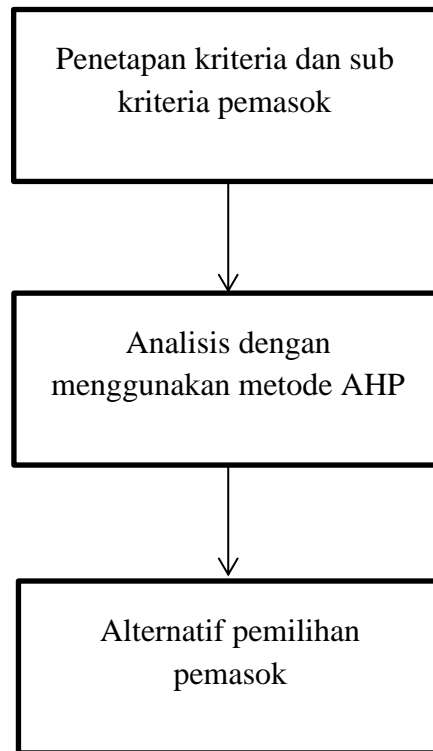 Penetapan kriteria dan sub
kriteria pemasok
Analisis dengan
menggunakan metode AHP
Alternatif pemilihan
pemasok